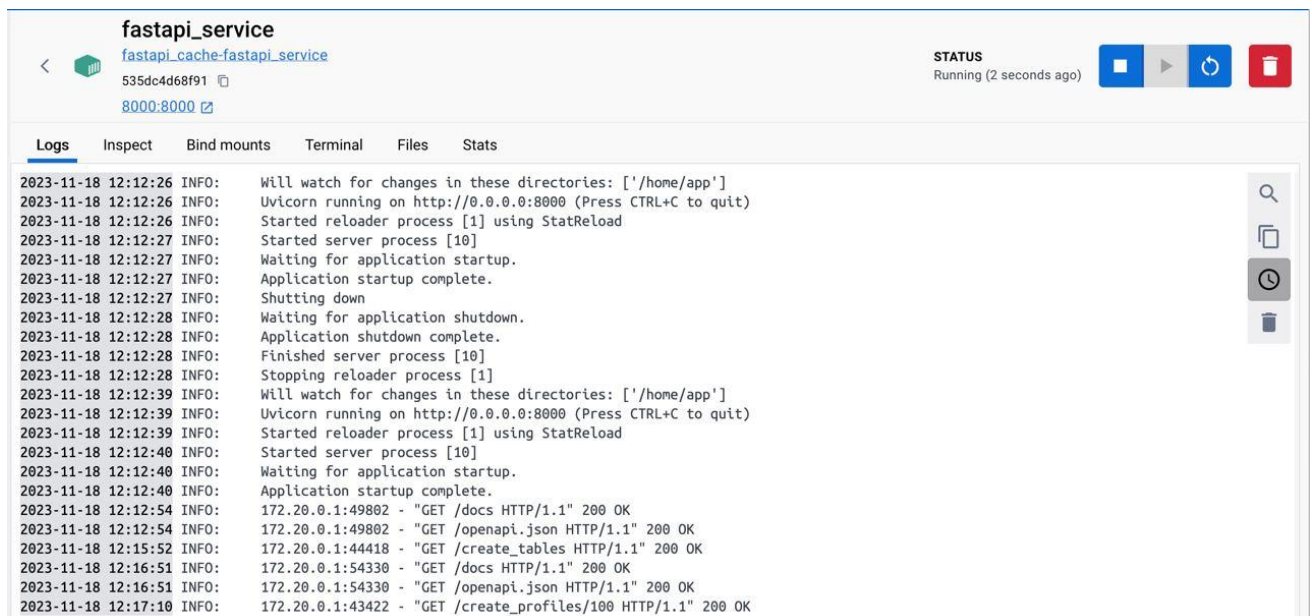 fastapi_service
fastapi_cache-fastapi_service
535dc4d68f91
8000:8000
STATUS
Running (2 seconds ago)
Logs Inspect Bind mounts Terminal Files Stats
2023-11-18 12:12:26 INFO: Will watch for changes in these directories: ['/home/app']
2023-11-18 12:12:26 INFO: Uvicorn running on http://0.0.0.0:8000 (Press CTRL+C to quit)
2023-11-18 12:12:26 INFO: Started reloader process [1] using StatReload
2023-11-18 12:12:27 INFO: Started server process [10]
2023-11-18 12:12:27 INFO: Waiting for application startup.
2023-11-18 12:12:27 INFO: Application startup complete.
2023-11-18 12:12:27 INFO: Shutting down
2023-11-18 12:12:28 INFO: Waiting for application shutdown.
2023-11-18 12:12:28 INFO: Application shutdown complete.
2023-11-18 12:12:28 INFO: Finished server process [10]
2023-11-18 12:12:28 INFO: Stopping reloader process [1]
2023-11-18 12:12:39 INFO: Will watch for changes in these directories: ['/home/app']
2023-11-18 12:12:39 INFO: Uvicorn running on http://0.0.0.0:8000 (Press CTRL+C to quit)
2023-11-18 12:12:39 INFO: Started reloader process [1] using StatReload
2023-11-18 12:12:40 INFO: Started server process [10]
2023-11-18 12:12:40 INFO: Waiting for application startup.
2023-11-18 12:12:40 INFO: Application startup complete.
2023-11-18 12:12:54 INFO: 172.20.0.1:49802 - "GET /docs HTTP/1.1" 200 OK
2023-11-18 12:12:54 INFO: 172.20.0.1:49802 - "GET /openapi.json HTTP/1.1" 200 OK
2023-11-18 12:15:52 INFO: 172.20.0.1:44418 - "GET /create_tables HTTP/1.1" 200 OK
2023-11-18 12:16:51 INFO: 172.20.0.1:54330 - "GET /docs HTTP/1.1" 200 OK
2023-11-18 12:16:51 INFO: 172.20.0.1:54330 - "GET /openapi.json HTTP/1.1" 200 OK
2023-11-18 12:17:10 INFO: 172.20.0.1:43422 - "GET /create_profiles/100 HTTP/1.1" 200 OK